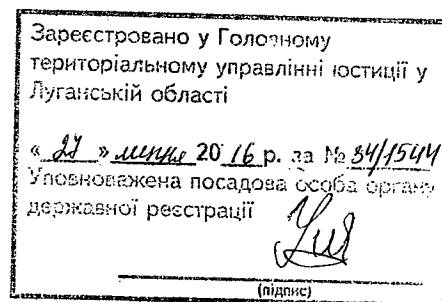 Зареєстровано у Головному
територіальному управлінні юстиції у
Луганській області
« 27 » липня 20 16 р. за № 34/1544
Уповноважена посадова особа органу
державної реєстрації
(підпис)